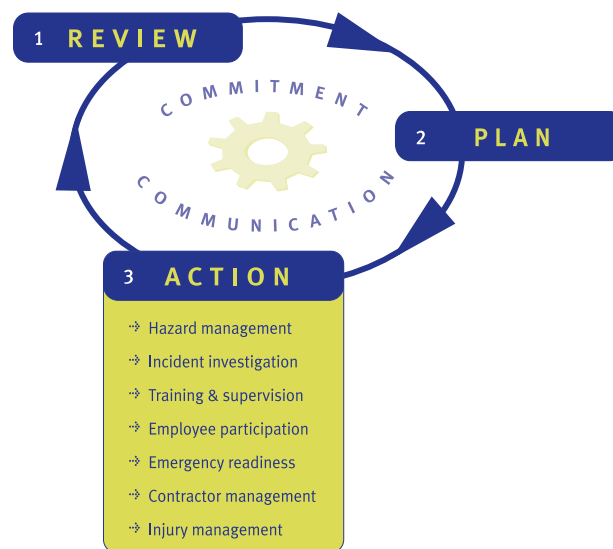 1 REVIEW
COMMITMENT
2 PLAN
COMMUNICATION
3 ACTION
Hazard management
Incident investigation
Training & supervision
Employee participation
Emergency readiness
Contractor management
Injury management